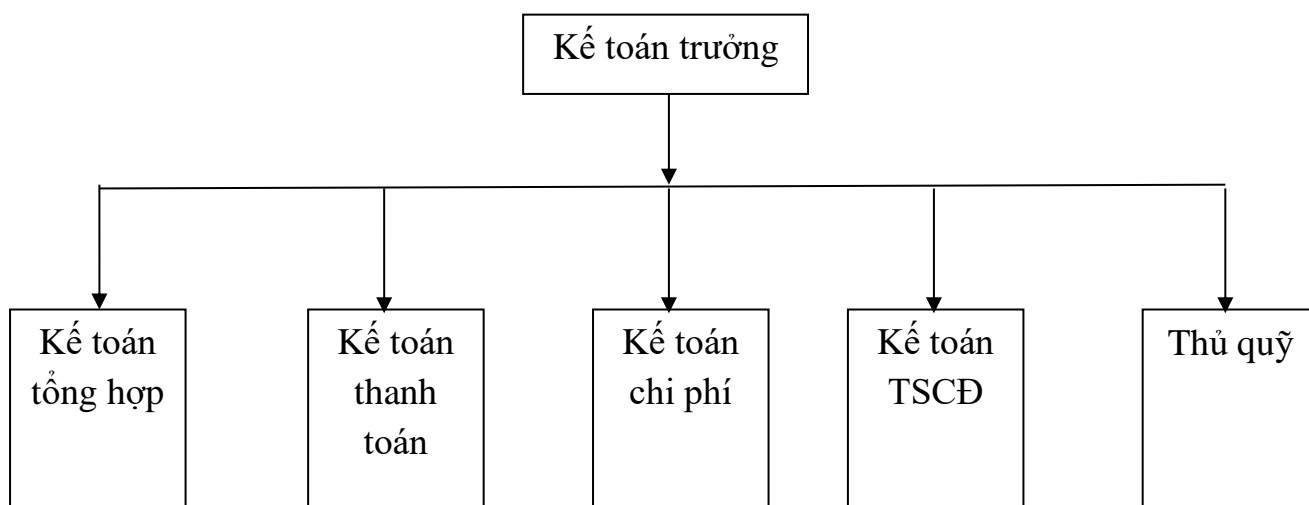 Kế toán trưởng
Kế toán
tổng hợp
Kế toán
thanh
toán
Kế toán
chi phí
Kế toán
TSCĐ
Thủ quỹ